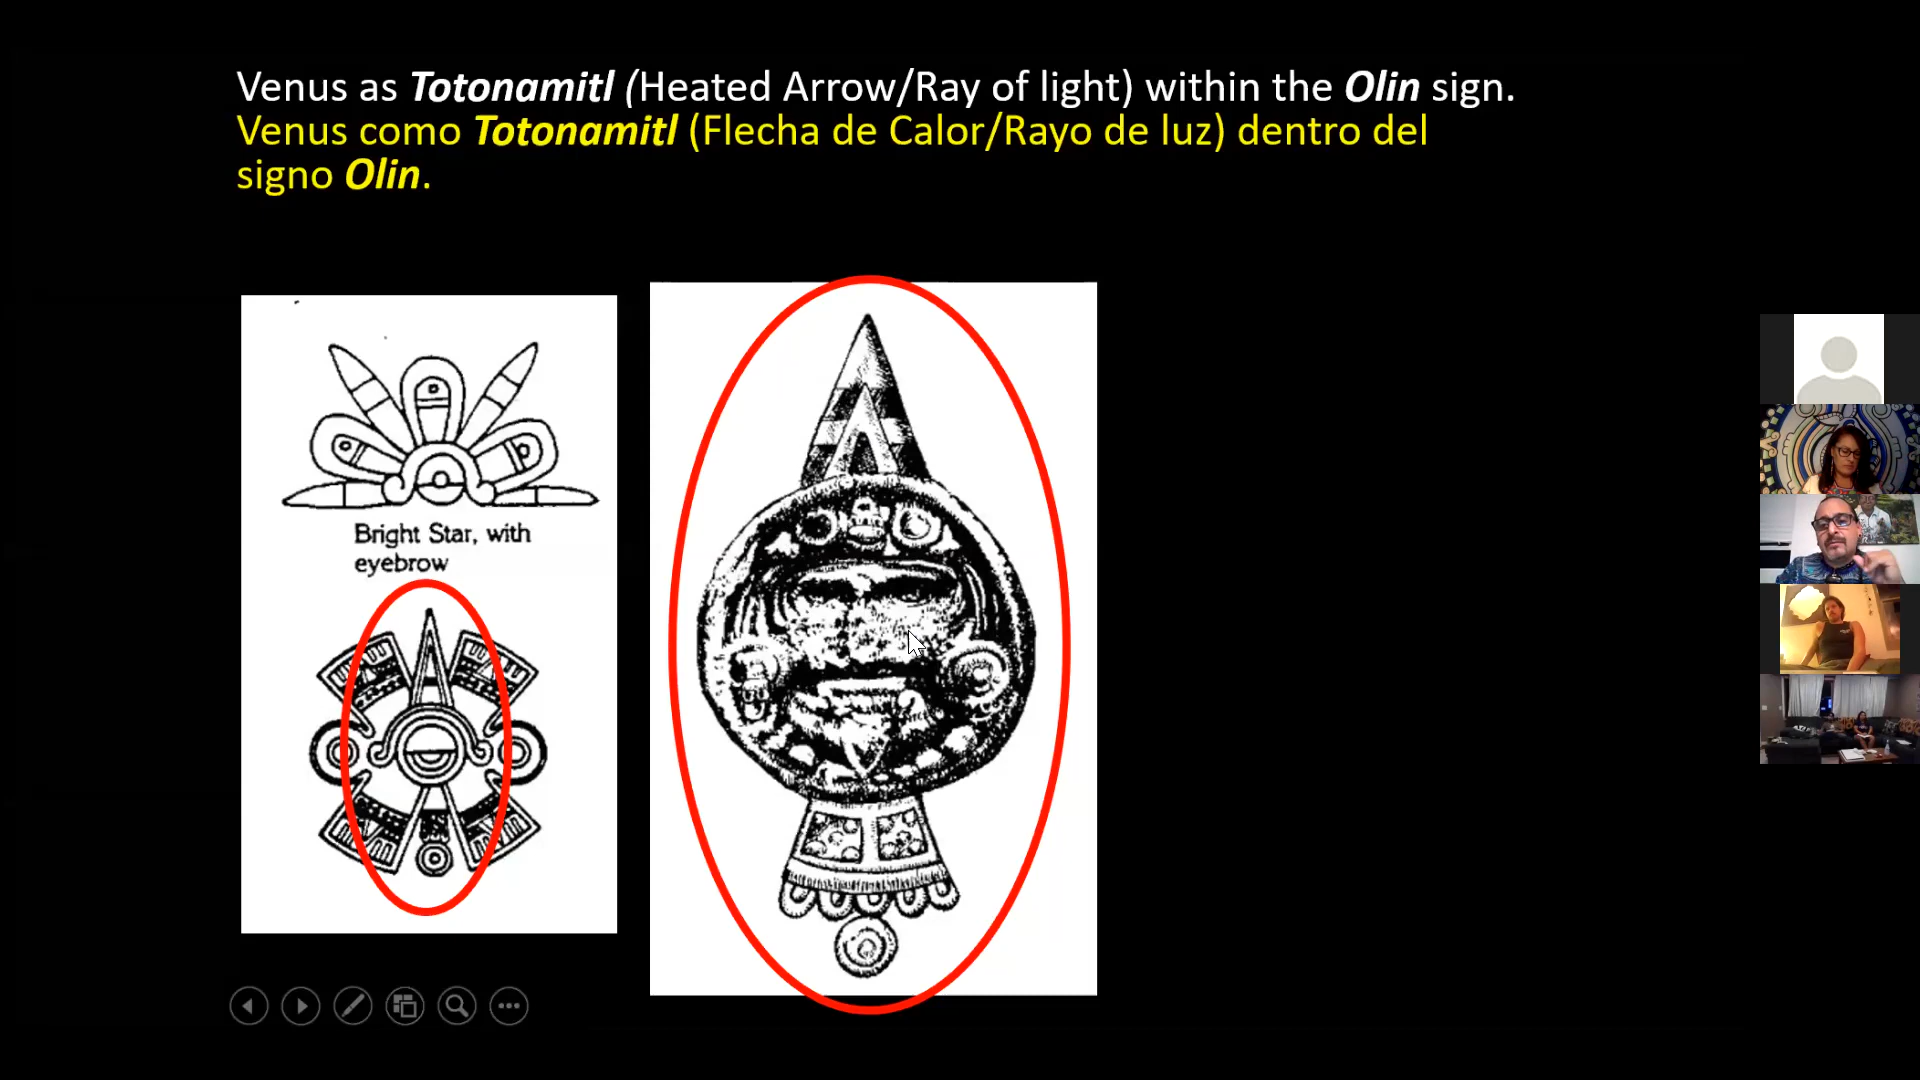 Venus as Totonamitl (Heated Arrow/Ray of light) within the Olin sign.
Venus como Totonamitl (Flecha de Calor/Rayo de luz) dentro del
signo Olin.
Bright Star, with
eyebrow